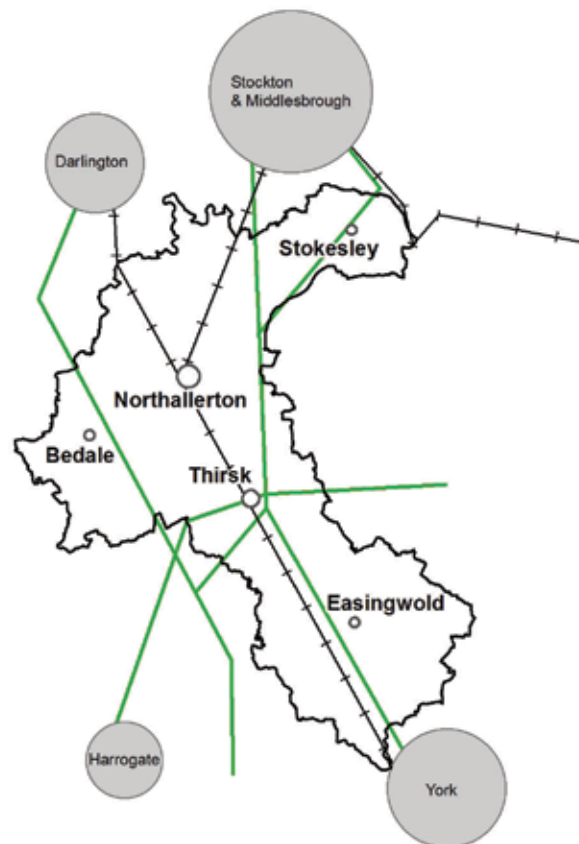 Stockton
& Middlesbrough
Darlington
Stokesley
Northallerton
Bedale
Thirsk
Easingwold
Harrogate
York